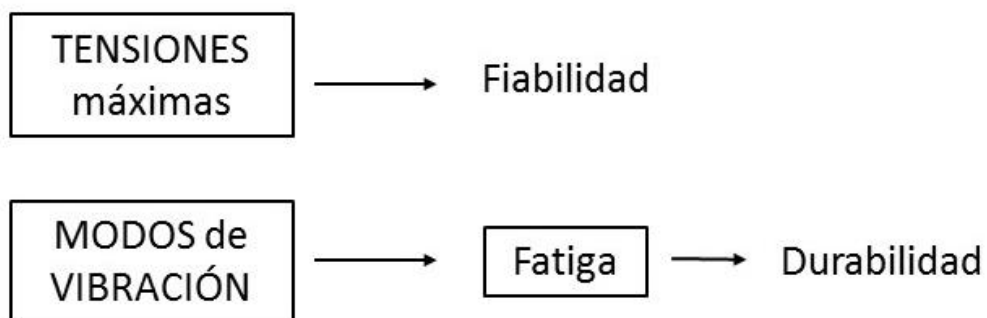 TENSIONES
máximas
Fiabilidad
MODOS de
VIBRACIÓN
Fatiga
Durabilidad